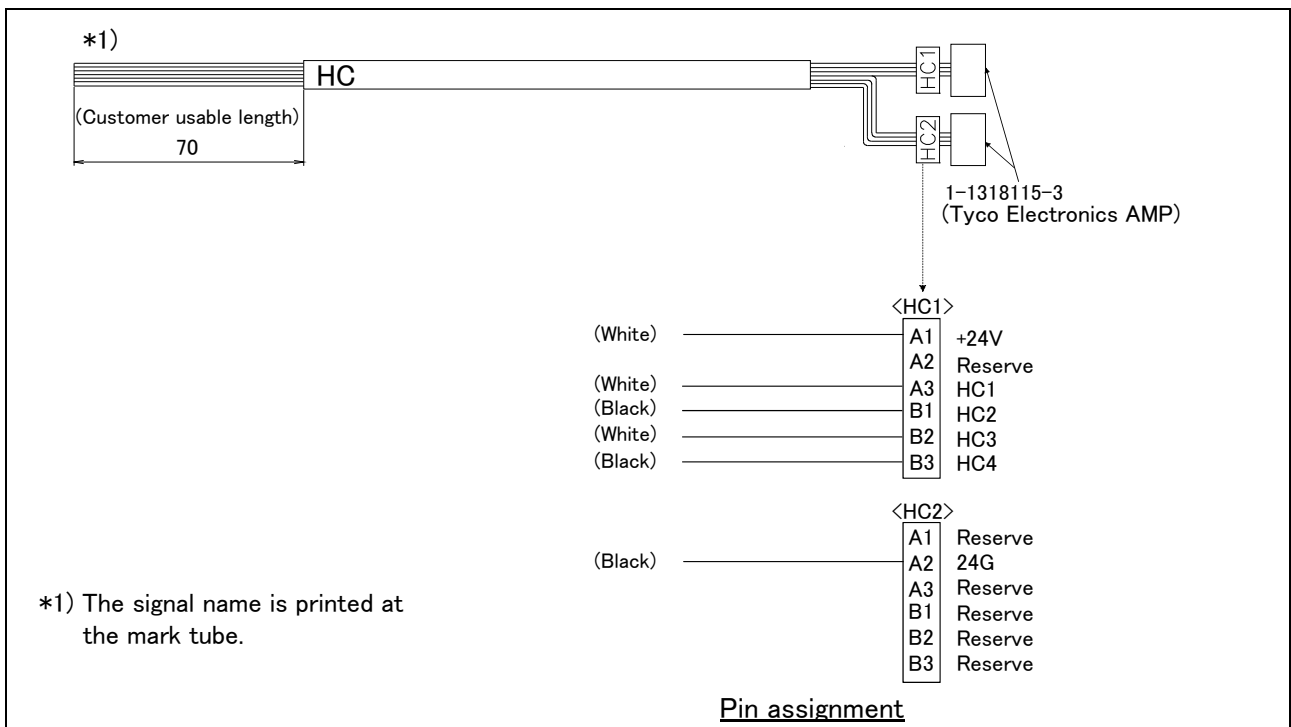 *1)
HC
HC1
HC2
(Customer usable length)
70
1-1318115-3
(Tyco Electronics AMP)
<HC1>
(White) A1 +24V
A2 Reserve
(White) A3 HC1
(Black) B1 HC2
(White) B2 HC3
(Black) B3 HC4
<HC2>
A1 Reserve
(Black) A2 24G
A3 Reserve
B1 Reserve
B2 Reserve
B3 Reserve
*1) The signal name is printed at
the mark tube.
Pin assignment